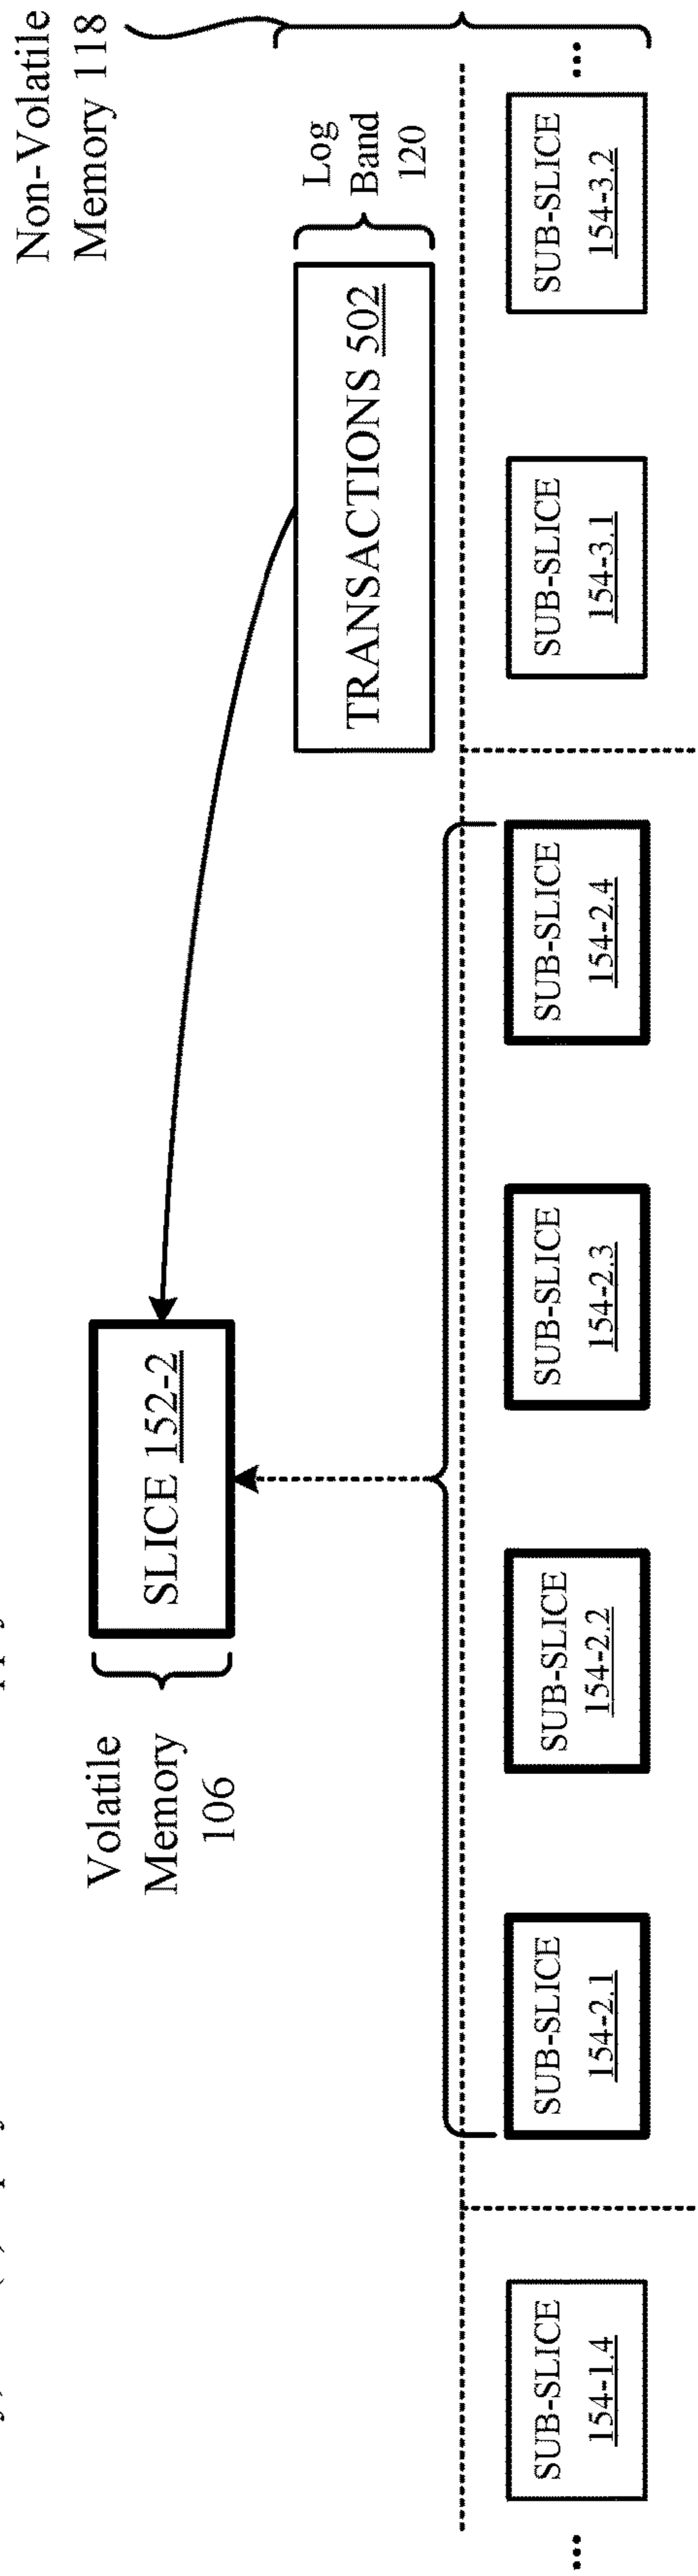 Non-Volatile
Memory 118
Volatile
Memory
106
SLICE 152-2
TRANSACTIONS 502
Log
Band
120
...
SUB-SLICE
154-1.4
SUB-SLICE
154-2.1
SUB-SLICE
154-2.2
SUB-SLICE
154-2.3
SUB-SLICE
154-2.4
SUB-SLICE
154-3.1
SUB-SLICE
154-3.2
...